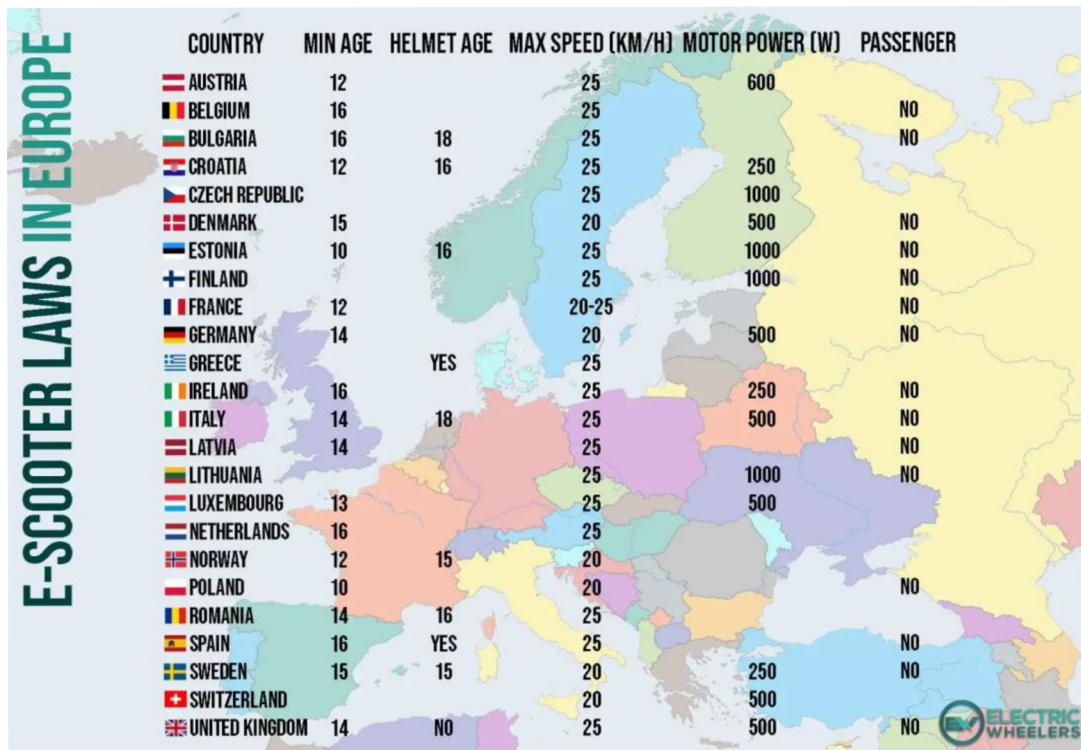 E-SCOOTER LAWS IN EUROPE
COUNTRY MIN AGE HELMET AGE MAX SPEED (KM/H) MOTOR POWER (W) PASSENGER
AUSTRIA 12 25 600
BELGIUM 16 25 NO
BULGARIA 16 18 25 NO
CROATIA 12 16 25 250
CZECH REPUBLIC 25 1000
DENMARK 15 20 500 NO
ESTONIA 10 16 25 1000 NO
FINLAND 25 1000 NO
FRANCE 12 20-25 NO
GERMANY 14 20 500 NO
GREECE YES 25
IRELAND 16 25 250 NO
ITALY 14 18 25 500 NO
LATVIA 14 25 NO
LITHUANIA 25 1000 NO
LUXEMBOURG 13 25 500
NETHERLANDS 16 25
NORWAY 12 15 20
POLAND 10 20 NO
ROMANIA 14 16 25
SPAIN 16 YES 25 NO
SWEDEN 15 15 20 250 NO
SWITZERLAND 20 500
UNITED KINGDOM 14 NO 25 500 NO
ELECTRIC
WHEELERS